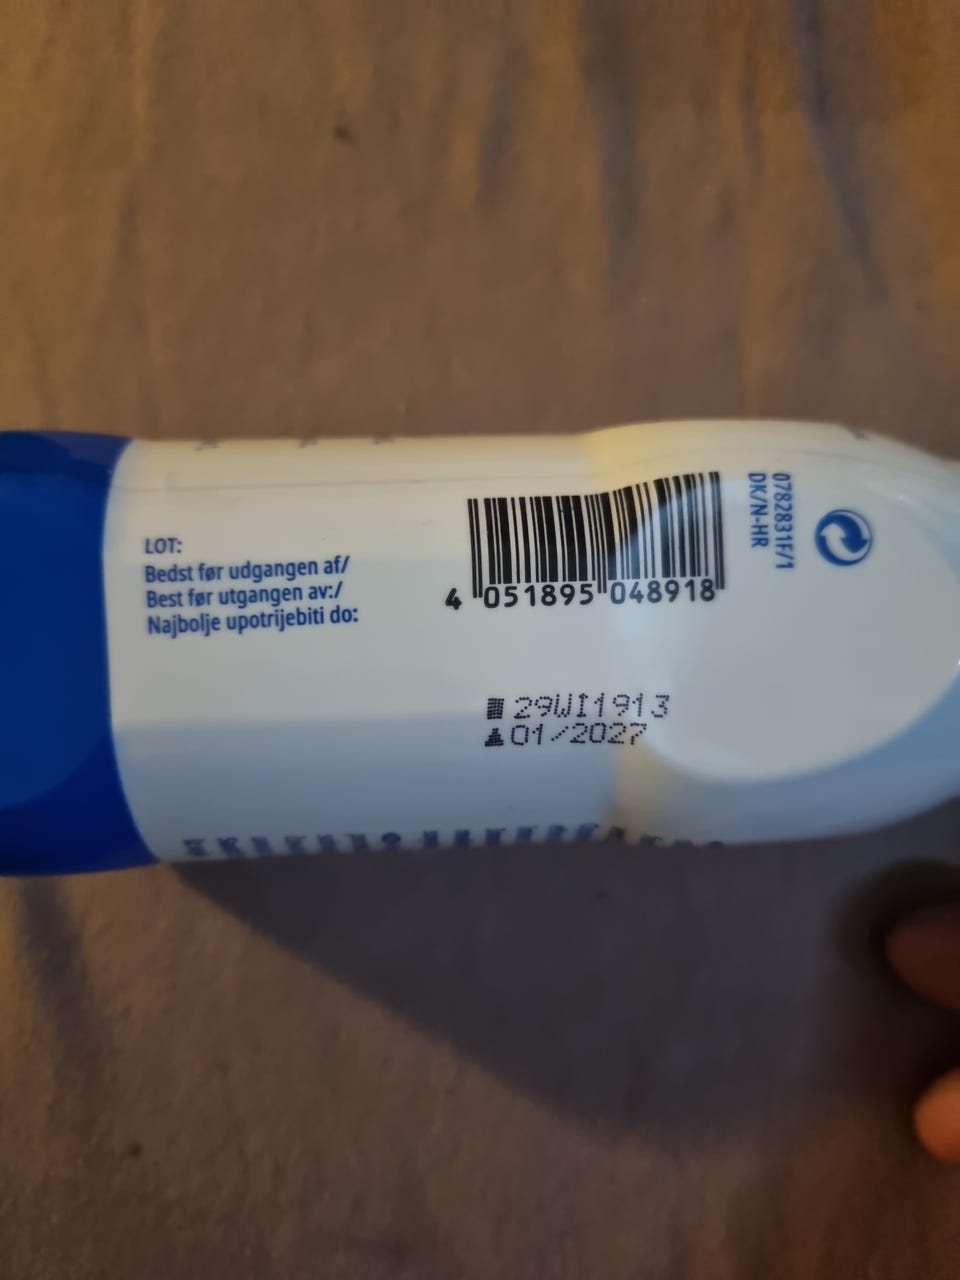 LOT:
Bedst før udgangen af/
Best før utgangen av:/
Najbolje upotrijebiti do:
4 051895 048918
0782831F/1
DK/N-HR
29WI1913
01/2027